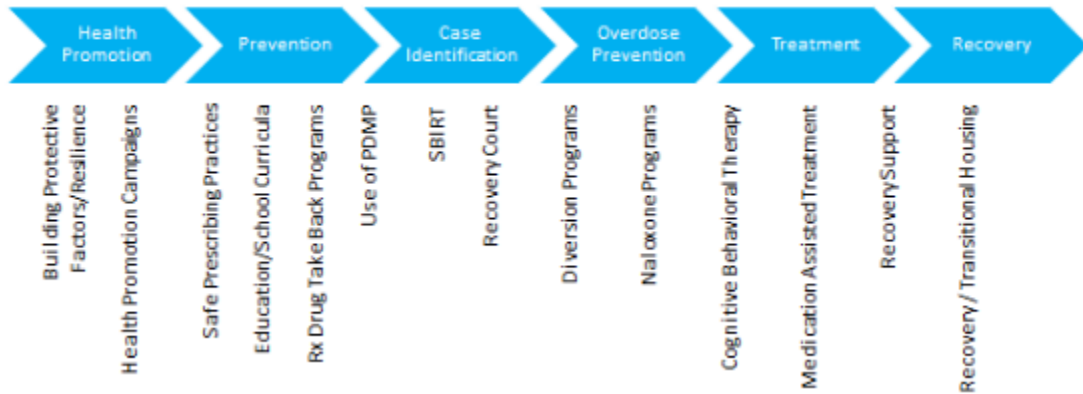 Health
Promotion
Prevention
Case
Identification
Overdose
Prevention
Treatment
Recovery
Building Protective
Factors/Resilience
Health Promotion Campaigns
Safe Prescribing Practices
Education/School Curricula
Rx Drug Take Back Programs
Use of PDMP
SBIRT
Recovery Court
Diversion Programs
Naloxone Programs
Cognitive Behavioral Therapy
Medication Assisted Treatment
Recovery Support
Recovery / Transitional Housing